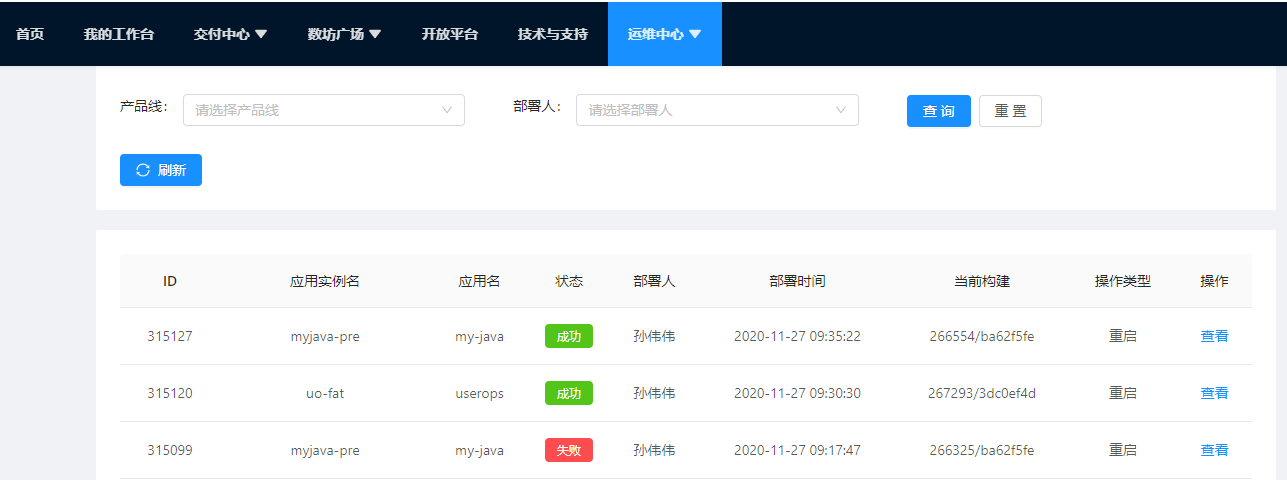 首页 我的工作台 交付中心 数坊广场 开放平台 技术与支持 运维中心
产品线： 请选择产品线 部署人： 请选择部署人 查 询 重 置
刷新
ID 应用实例名 应用名 状态 部署人 部署时间 当前构建 操作类型 操作
315127 myjava-pre my-java 成功 孙伟伟 2020-11-27 09:35:22 266554/ba62f5fe 重启 查看
315120 uo-fat userops 成功 孙伟伟 2020-11-27 09:30:30 267293/3dc0ef4d 重启 查看
315099 myjava-pre my-java 失败 孙伟伟 2020-11-27 09:17:47 266325/ba62f5fe 重启 查看